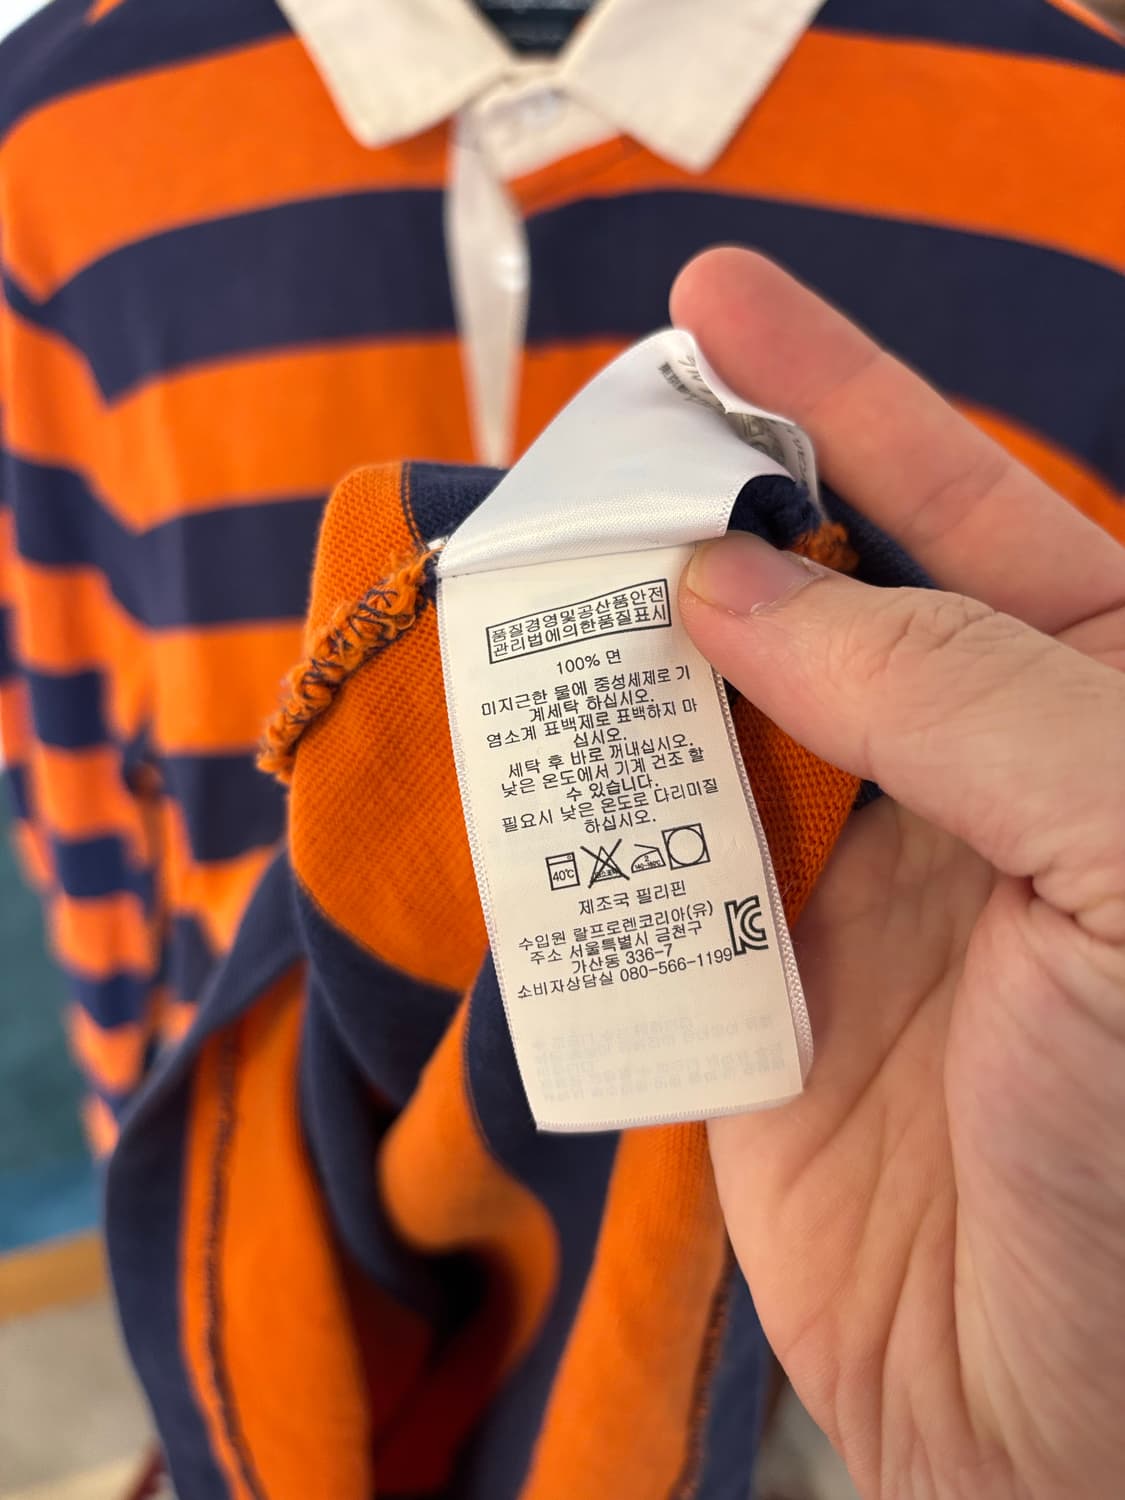 품질경영및공산품안전
관리법에의한품질표시
100% 면
미지근한 물에 중성세제로 기
계세탁 하십시오.
염소계 표백제로 표백하지 마
십시오.
세탁 후 바로 꺼내십시오.
낮은 온도에서 기계 건조 할
수 있습니다.
필요시 낮은 온도로 다리미질
하십시오.
40℃
제조국 필리핀
수입원 랄프로렌코리아(유)
주소 서울특별시 금천구
가산동 336-7
소비자상담실 080-566-1199